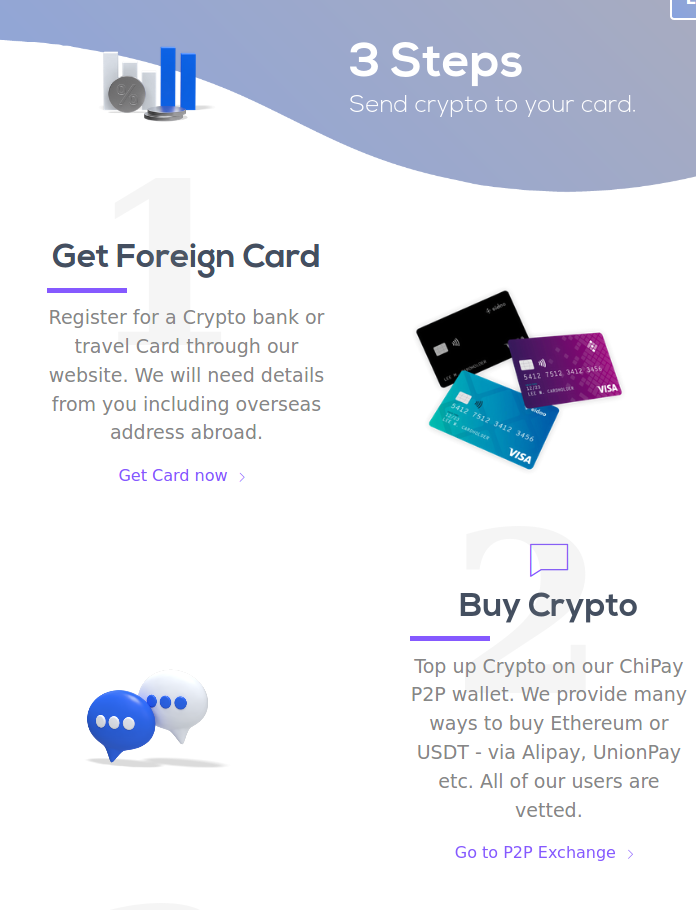 3 Steps
Send crypto to your card.
1
Get Foreign Card
Register for a Crypto bank or
travel Card through our
website. We will need details
from you including overseas
address abroad.
Get Card now
5412 7512 3412 3456
LEE M. CARDHOLDER
VISA
5412 7512 3412 3456
LEE M. CARDHOLDER
VISA
2
Buy Crypto
Top up Crypto on our ChiPay
P2P wallet. We provide many
ways to buy Ethereum or
USDT - via Alipay, UnionPay
etc. All of our users are
vetted.
Go to P2P Exchange